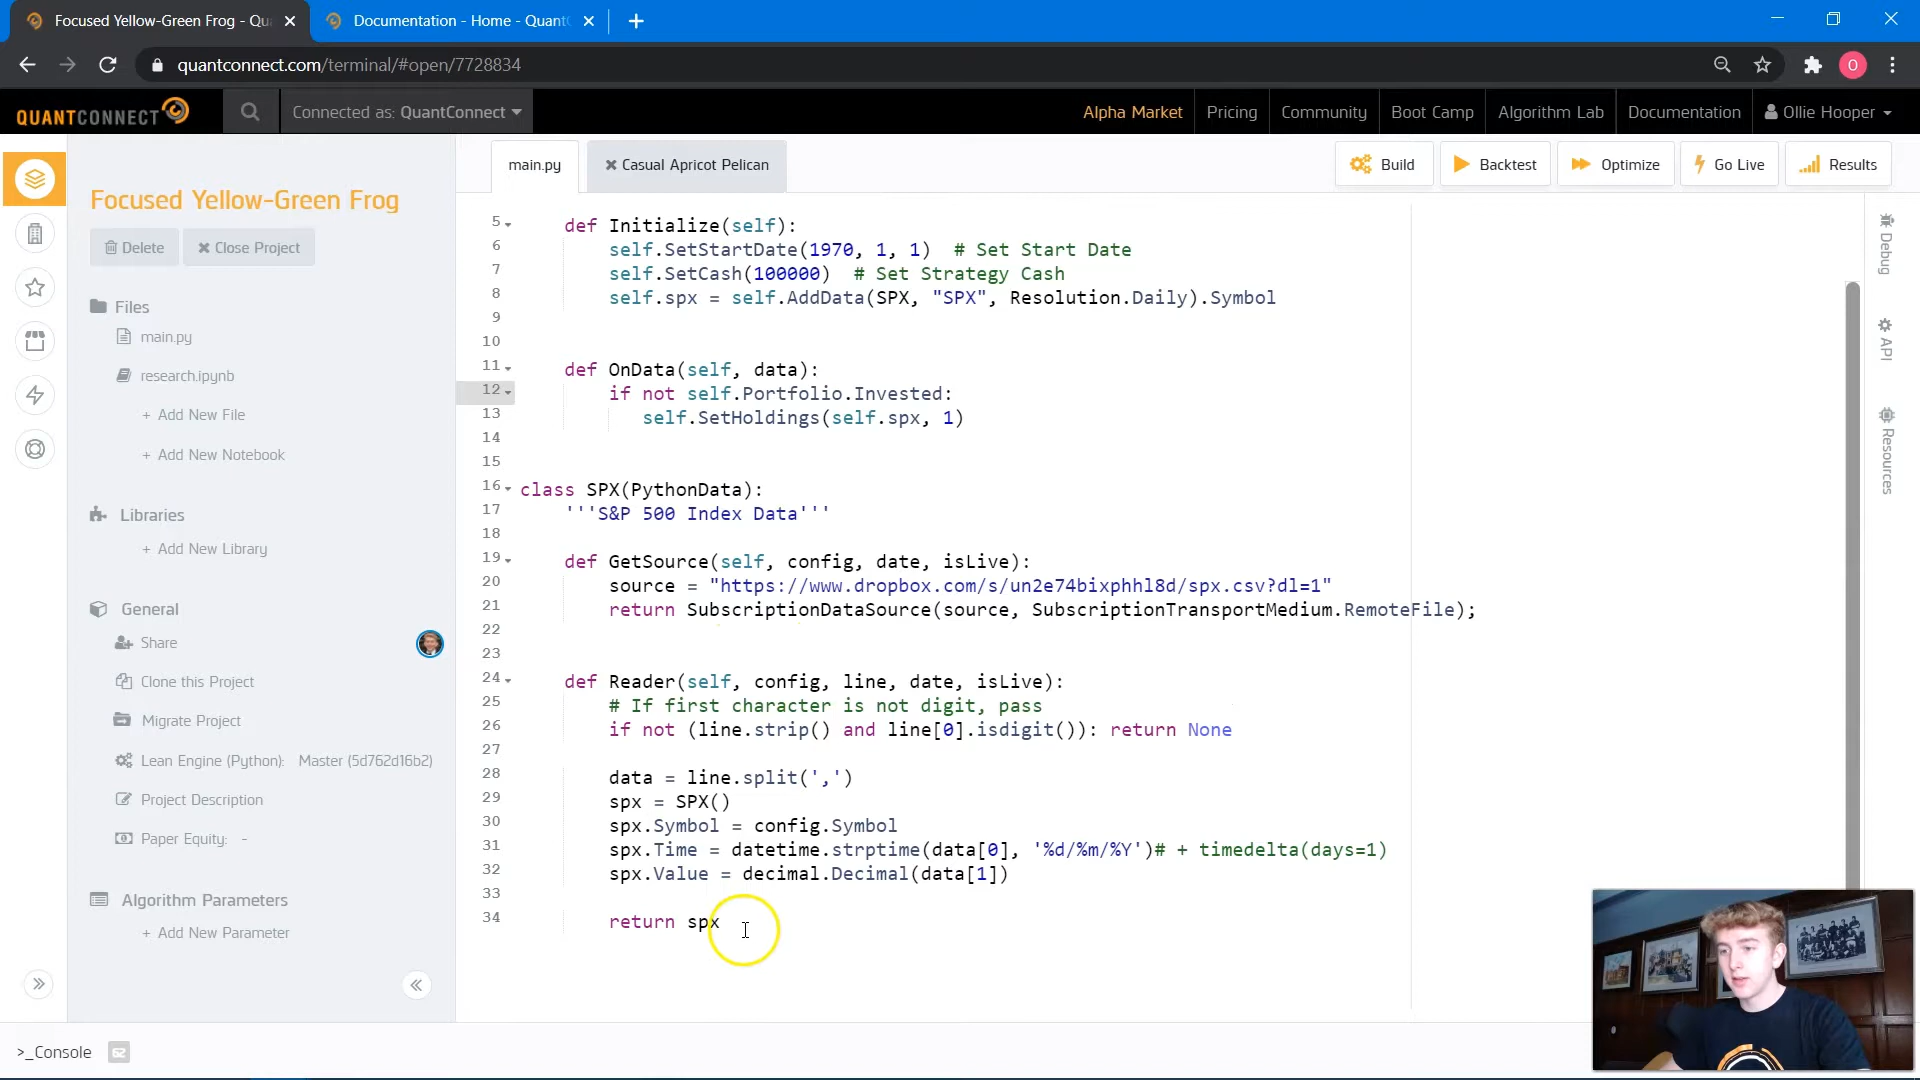 Focused Yellow-Green Frog - Qu
Documentation - Home - Quant
quantconnect.com/terminal/#open/7728834
O
QUANTCONNECT
Connected as: QuantConnect
Alpha Market
Pricing
Community
Boot Camp
Algorithm Lab
Documentation
Ollie Hooper
Focused Yellow-Green Frog
Delete
Close Project
Files
main.py
research.ipynb
+ Add New File
+ Add New Notebook
Libraries
+ Add New Library
General
Share
Clone this Project
Migrate Project
Lean Engine (Python): Master (5d762d16b2)
Project Description
Paper Equity: -
Algorithm Parameters
+ Add New Parameter
main.py
Casual Apricot Pelican
Build
Backtest
Optimize
Go Live
Results
5 def Initialize(self):
6 self.SetStartDate(1970, 1, 1) # Set Start Date
7 self.SetCash(100000) # Set Strategy Cash
8 self.spx = self.AddData(SPX, "SPX", Resolution.Daily).Symbol
9
10
11 def OnData(self, data):
12 if not self.Portfolio.Invested:
13 self.SetHoldings(self.spx, 1)
14
15
16 class SPX(PythonData):
17 '''S&P 500 Index Data'''
18
19 def GetSource(self, config, date, isLive):
20 source = "https://www.dropbox.com/s/un2e74bixphhl8d/spx.csv?dl=1"
21 return SubscriptionDataSource(source, SubscriptionTransportMedium.RemoteFile);
22
23
24 def Reader(self, config, line, date, isLive):
25 # If first character is not digit, pass
26 if not (line.strip() and line[0].isdigit()): return None
27
28 data = line.split(',')
29 spx = SPX()
30 spx.Symbol = config.Symbol
31 spx.Time = datetime.strptime(data[0], '%d/%m/%Y')# + timedelta(days=1)
32 spx.Value = decimal.Decimal(data[1])
33
34 return spx
Debug
API
Resources
>_Console 62